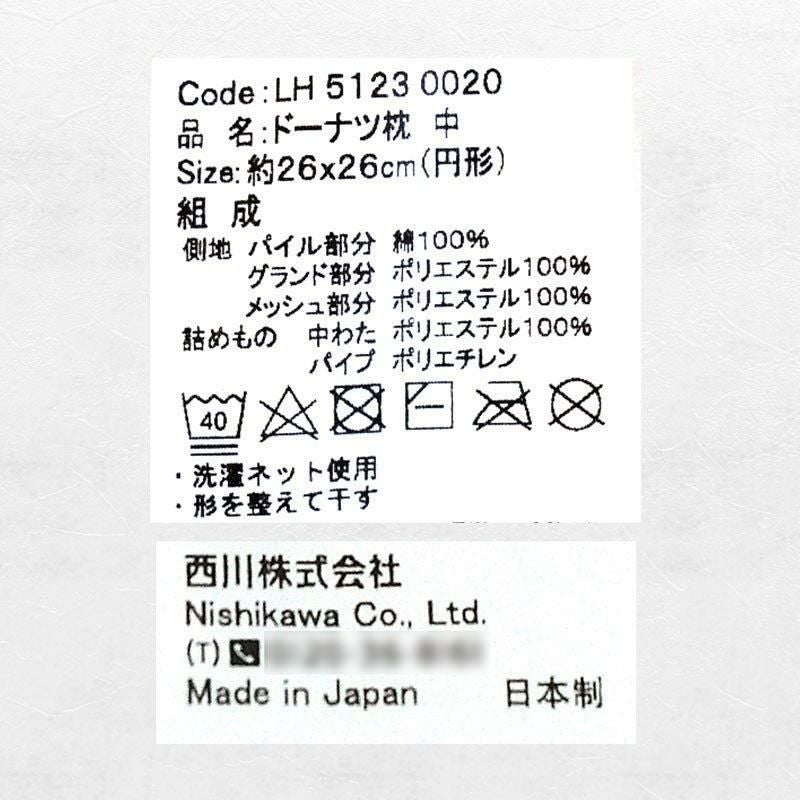 Code:LH 5123 0020
品 名:ドーナツ枕 中
Size:約26x26cm(円形)
組 成
側地 パイル部分 綿100%
グランド部分 ポリエステル100%
メッシュ部分 ポリエステル100%
詰めもの 中わた ポリエステル100%
パイプ ポリエチレン
40
・洗濯ネット使用
・形を整えて干す
西川株式会社
Nishikawa Co., Ltd.
(T)
Made in Japan 日本制